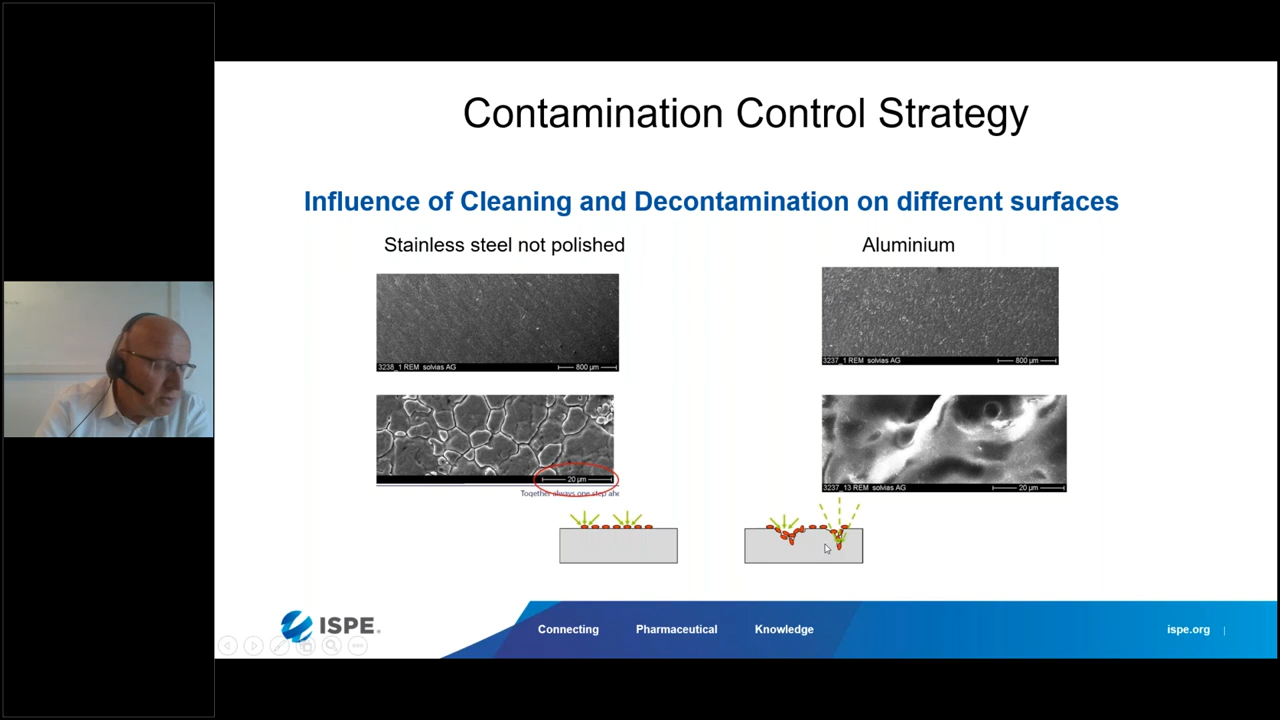 Contamination Control Strategy
Influence of Cleaning and Decontamination on different surfaces
Stainless steel not polished
Aluminium
3238_1 REM solvias AG
800 µm
3237_1 REM solvias AG
800 µm
20 µm
3237_13 REM solvias AG
20 µm
Together always one step ahe
ISPE
Connecting
Pharmaceutical
Knowledge
ispe.org